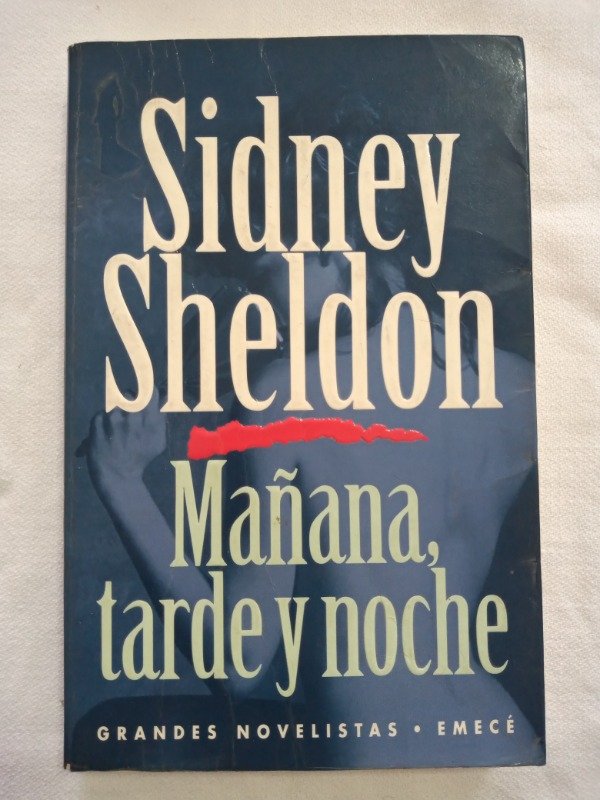 Sidney
Sheldon
Mañana,
tarde y noche
GRANDES NOVELISTAS • EMECÉ